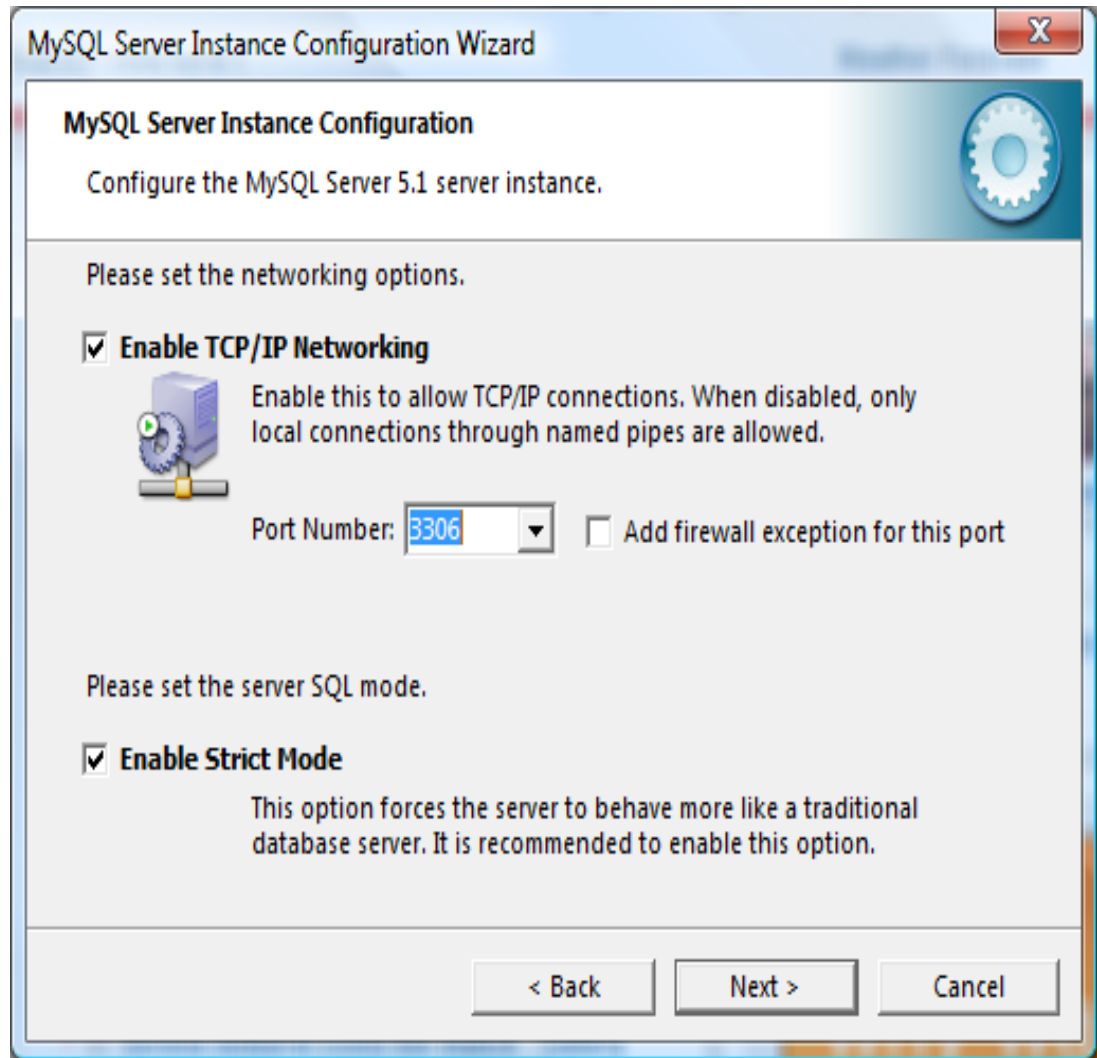 MySQL Server Instance Configuration Wizard
X
MySQL Server Instance Configuration
Configure the MySQL Server 5.1 server instance.
Please set the networking options.
Enable TCP/IP Networking
Enable this to allow TCP/IP connections. When disabled, only
local connections through named pipes are allowed.
Port Number: 3306 Add firewall exception for this port
Please set the server SQL mode.
Enable Strict Mode
This option forces the server to behave more like a traditional
database server. It is recommended to enable this option.
< Back Next > Cancel